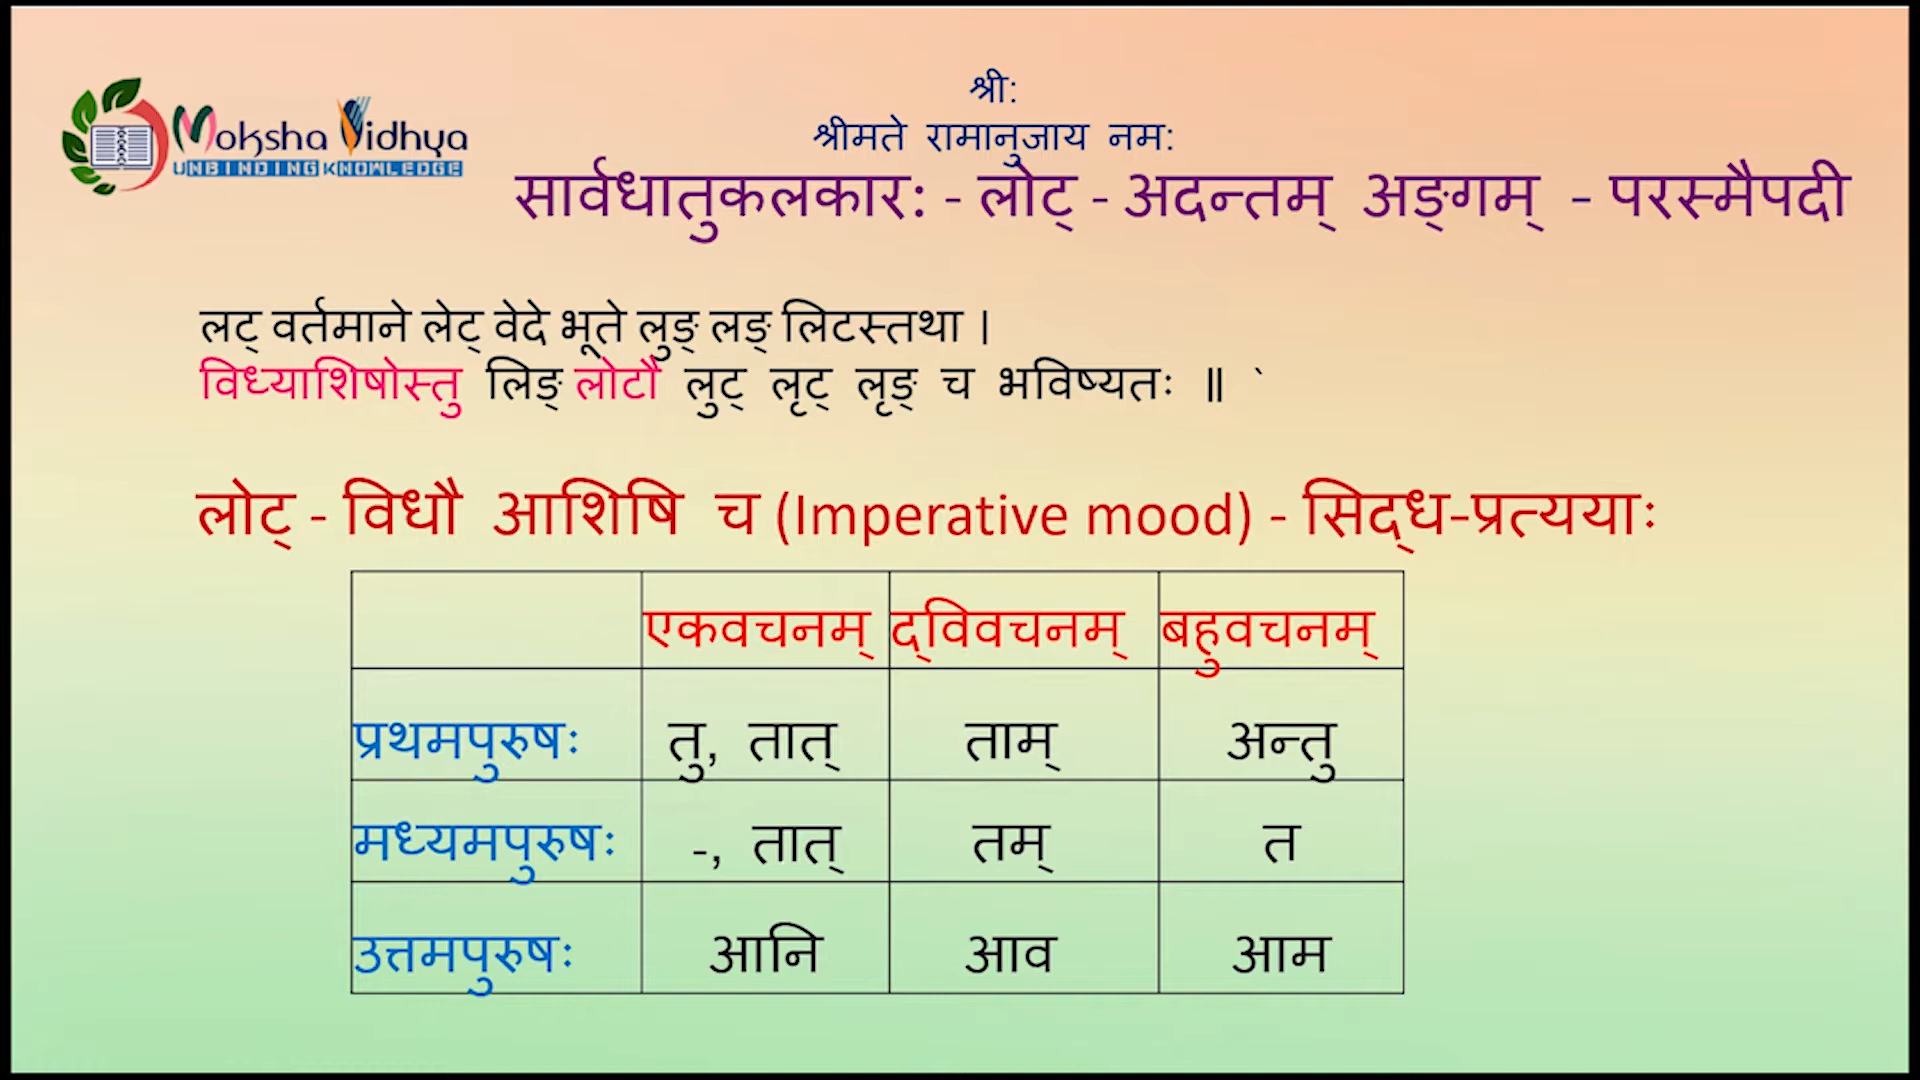 Moksha Vidhya
UNBINDING KNOWLEDGE
श्री:
श्रीमते रामानुजाय नम:
सार्वधातुकलकार: - लोट् - अदन्तम् अङ्गम् - परस्मैपदी
लट् वर्तमाने लेट् वेदे भूते लुङ् लङ् लिटस्तथा |
विध्याशिषोस्तु लिङ् लोटौ लुट् लृट् लृङ् च भविष्यतः ॥ `
लोट् - विधौ आशिषि च (Imperative mood) - सिद्ध-प्रत्ययाः
एकवचनम् द्विवचनम् बहुवचनम्
प्रथमपुरुषः तु, तात् ताम् अन्तु
मध्यमपुरुषः -, तात् तम् त
उत्तमपुरुषः आनि आव आम